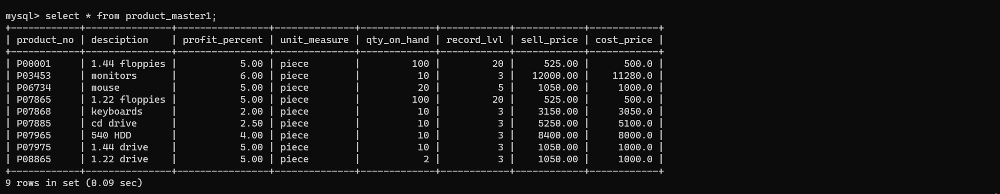 mysql> select * from product_master1;
+------------+---------------+----------------+--------------+-------------+------------+------------+------------+
| product_no | desciption    | profit_percent | unit_measure | qty_on_hand | record_lvl | sell_price | cost_price |
+------------+---------------+----------------+--------------+-------------+------------+------------+------------+
| P00001     | 1.44 floppies |           5.00 | piece        |         100 |         20 |     525.00 |      500.0 |
| P03453     | monitors      |           6.00 | piece        |          10 |          3 |   12000.00 |    11280.0 |
| P06734     | mouse         |           5.00 | piece        |          20 |          5 |    1050.00 |     1000.0 |
| P07865     | 1.22 floppies |           5.00 | piece        |         100 |         20 |     525.00 |      500.0 |
| P07868     | keyboards     |           2.00 | piece        |          10 |          3 |    3150.00 |     3050.0 |
| P07885     | cd drive      |           2.50 | piece        |          10 |          3 |    5250.00 |     5100.0 |
| P07965     | 540 HDD       |           4.00 | piece        |          10 |          3 |    8400.00 |     8000.0 |
| P07975     | 1.44 drive    |           5.00 | piece        |          10 |          3 |    1050.00 |     1000.0 |
| P08865     | 1.22 drive    |           5.00 | piece        |           2 |          3 |    1050.00 |     1000.0 |
+------------+---------------+----------------+--------------+-------------+------------+------------+------------+
9 rows in set (0.09 sec)